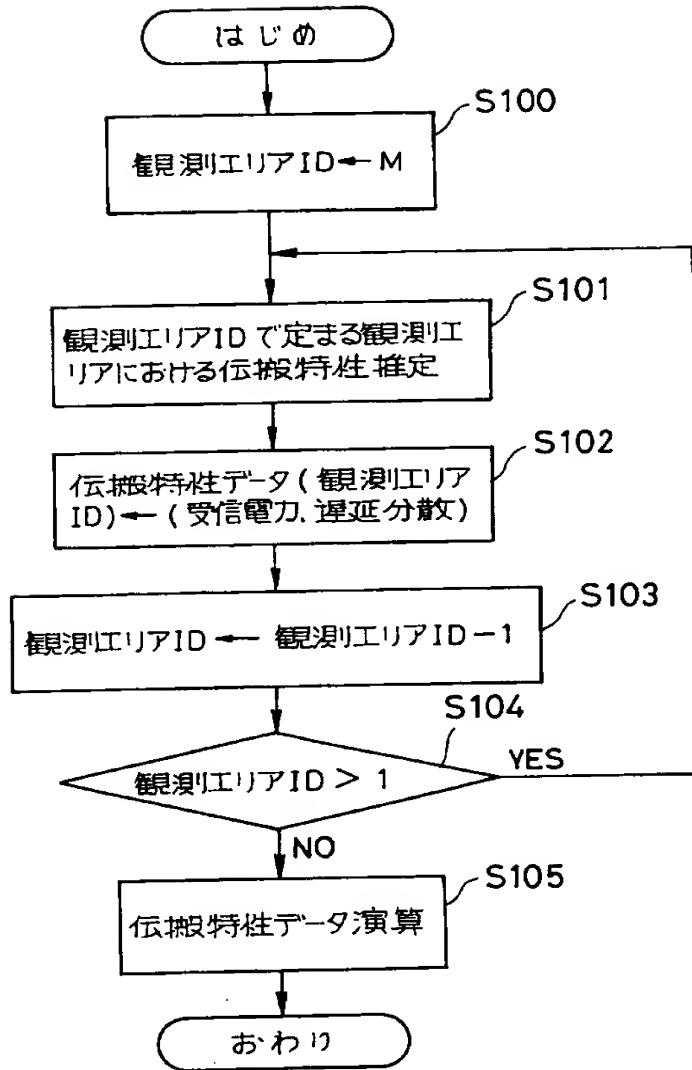 はじめ
S100
観測エリアID←M
S101
観測エリアIDで定まる観測エ
リアにおける伝搬特性推定
S102
伝搬特性データ(観測エリア
ID)←(受信電力、遅延分散)
S103
観測エリアID←観測エリアID-1
S104
観測エリアID > 1
YES
NO
S105
伝搬特性データ演算
おわり